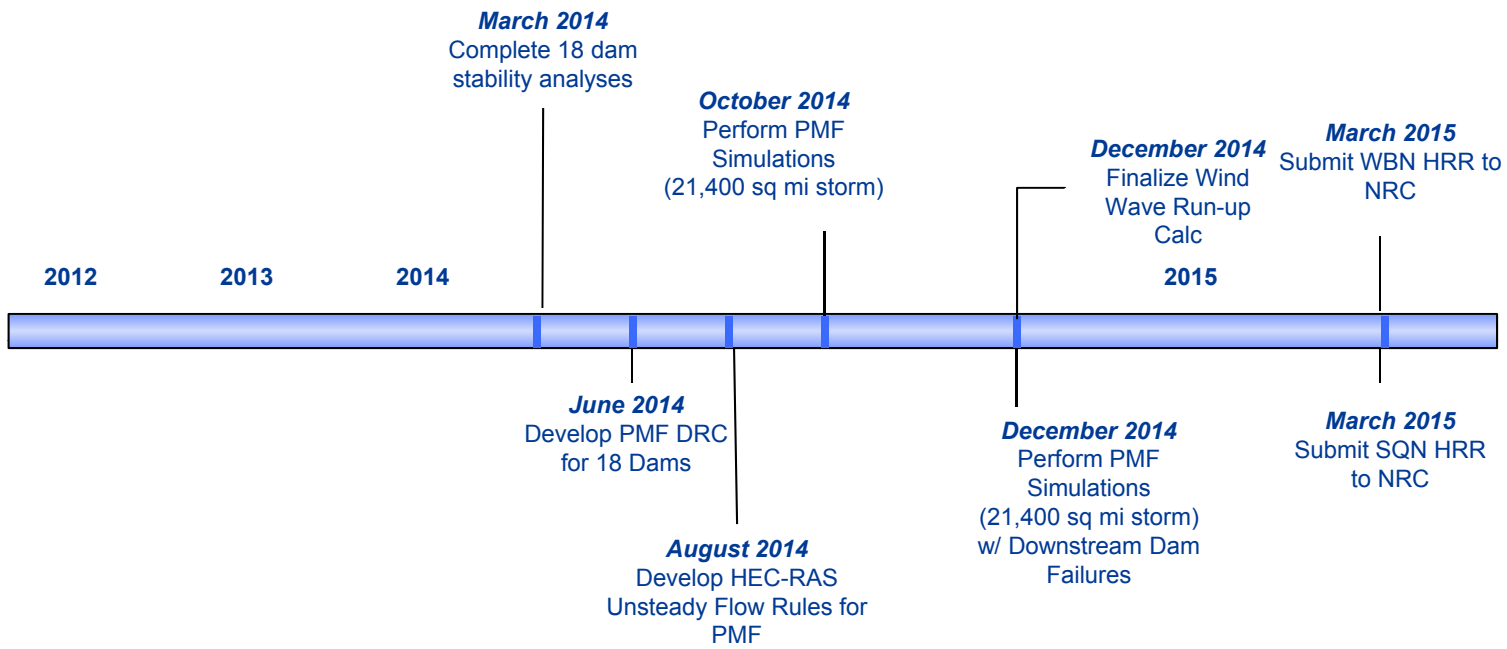 March 2014
Complete 18 dam
stability analyses
October 2014
Perform PMF
Simulations
(21,400 sq mi storm)
December 2014
Finalize Wind
Wave Run-up
Calc
March 2015
Submit WBN HRR to
NRC
2012
2013
2014
2015
June 2014
Develop PMF DRC
for 18 Dams
August 2014
Develop HEC-RAS
Unsteady Flow Rules for
PMF
December 2014
Perform PMF
Simulations
(21,400 sq mi storm)
w/ Downstream Dam
Failures
March 2015
Submit SQN HRR
to NRC